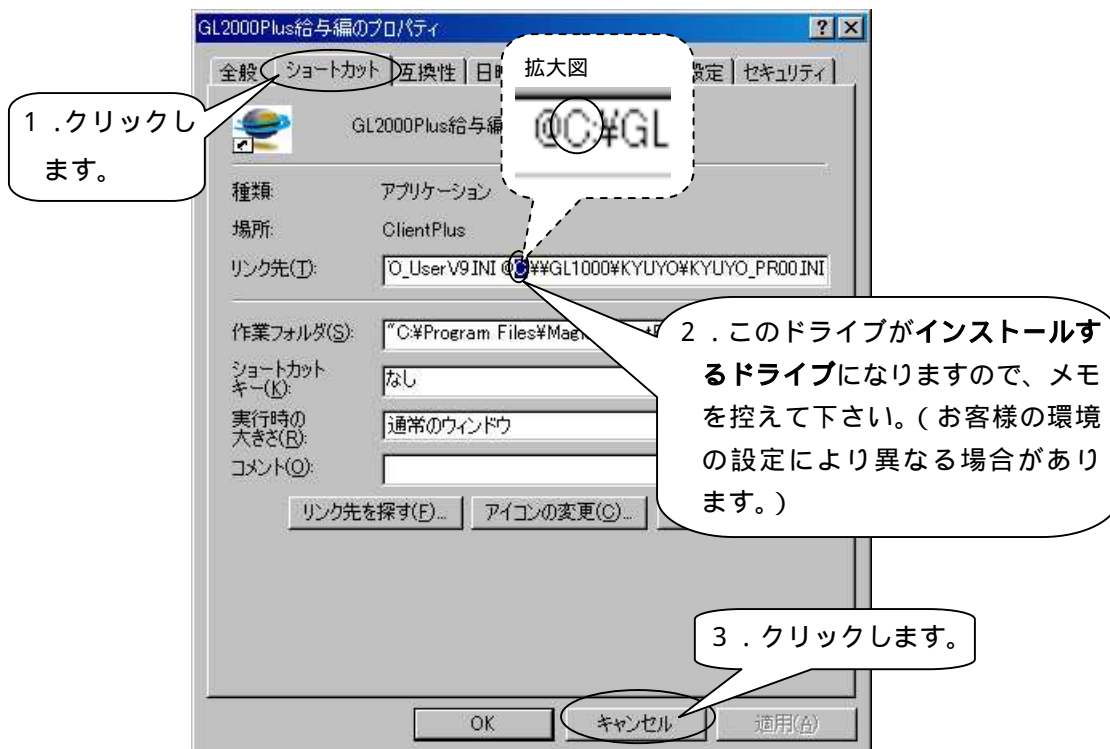 GL2000Plus給与編のプロパティ
全般 ショートカット 互換性 日時 設定 セキュリティ
拡大図
@C:¥GL
1．クリックし
ます。
GL2000Plus給与編
種類: アプリケーション
場所: ClientPlus
リンク先(T): O_UserV9.INI @C:¥¥GL1000¥KYUYO¥KYUYO_PR00.INI
作業フォルダ(S): "C:¥Program Files¥Magic
ショートカット
キー(K): なし
実行時の
大きさ(R): 通常のウィンドウ
コメント(O):
2．このドライブがインストールす
るドライブになりますので、メモ
を控えて下さい。(お客様の環境
の設定により異なる場合があり
ます。)
リンク先を探す(F)... アイコンの変更(C)...
3．クリックします。
OK キャンセル 適用(A)